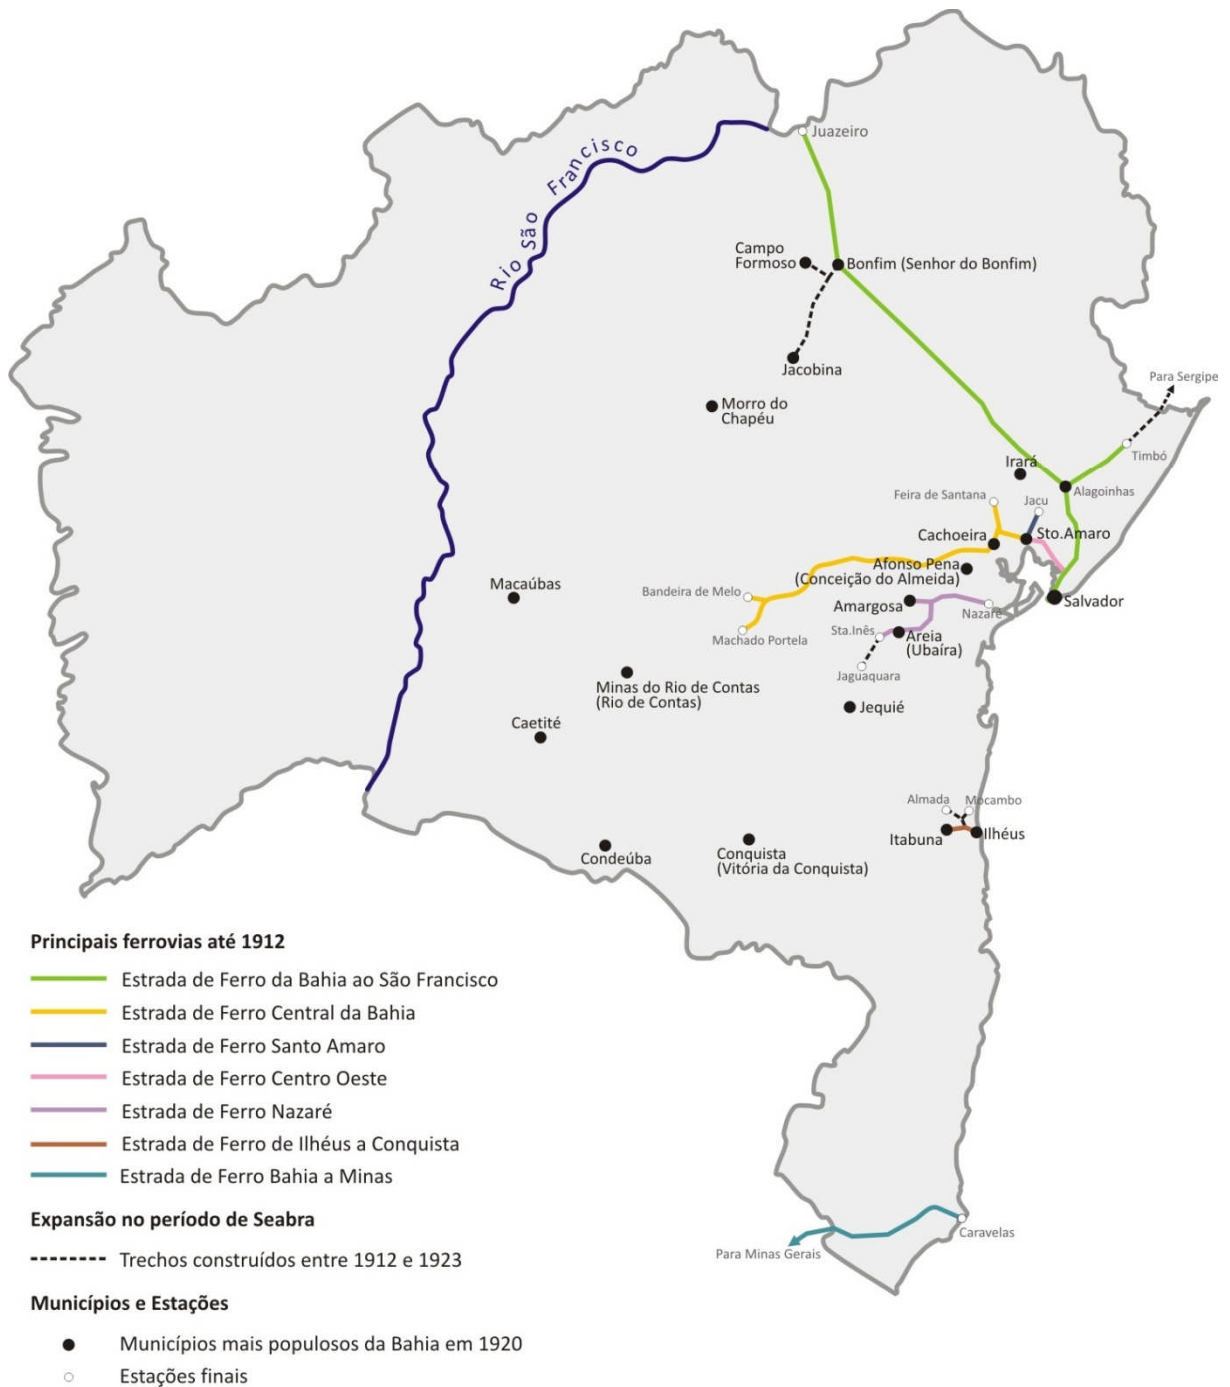 Juazeiro
Rio São Francisco
Campo
Formoso
Bonfim (Senhor do Bonfim)
Jacobina
Para Sergipe
Morro do
Chapéu
Timbó
Irará
Alagoinhas
Feira de Santana
Jacu
Cachoeira
Sto.Amaro
Afonso Pena
(Conceição do Almeida)
Macaúbas
Bandeira de Melo
Salvador
Amargosa
Nazaré
Machado Portela
Sta.Inês
Areia
(Ubaíra)
Jaguaquara
Minas do Rio de Contas
(Rio de Contas)
Jequié
Caetité
Almada
Mocambo
Itabuna
Ilhéus
Condeúba
Conquista
(Vitória da Conquista)
Principais ferrovias até 1912
Estrada de Ferro da Bahia ao São Francisco
Estrada de Ferro Central da Bahia
Estrada de Ferro Santo Amaro
Estrada de Ferro Centro Oeste
Estrada de Ferro Nazaré
Estrada de Ferro de Ilhéus a Conquista
Estrada de Ferro Bahia a Minas
Caravelas
Para Minas Gerais
Expansão no período de Seabra
Trechos construídos entre 1912 e 1923
Municípios e Estações
Municípios mais populosos da Bahia em 1920
Estações finais